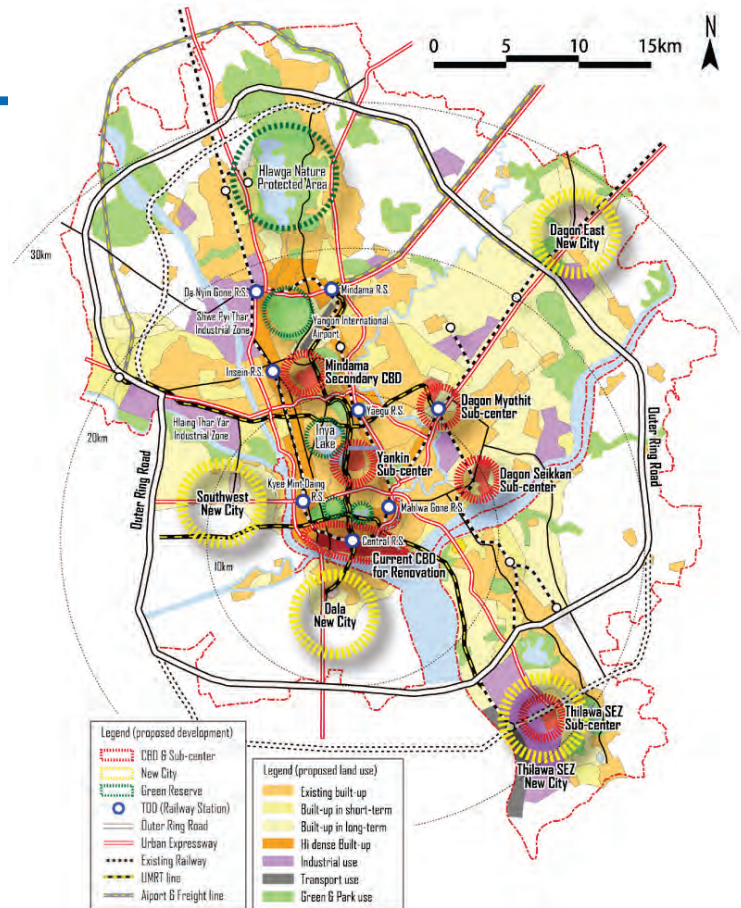 N
0 5 10 15km
Hlawga Nature
Protected Area
Dagon East
New City
30km
Da Nyin Gone R.S.
Mindama R.S.
Shwe Pyi Thar
Industrial Zone
Yangon International
Airport
Insein R.S.
Mindama
Secondary CBD
Yaegu R.S.
Dagon Myothit
Sub-center
Hlaing Thar Yar
Industrial Zone
Inya
Lake
Outer Ring Road
20km
Yankin
Sub-center
Dagon Seikkan
Sub-center
Outer Ring Road
Kyee Mint Daing
R.S.
Southwest
New City
Mahlwa Gone R.S.
Central R.S.
Current CBD
for Renovation
10km
Dala
New City
Thilawa SEZ
Sub-center
Thilawa SEZ
New City
Legend (proposed development)
CBD & Sub-center
New City
Green Reserve
TOD (Railway Station)
Outer Ring Road
Urban Expressway
Existing Railway
UMRT line
Aiport & Freight line
Legend (proposed land use)
Existing built-up
Built-up in short-term
Built-up in long-term
Hi dense Built-up
Industrial use
Transport use
Green & Park use